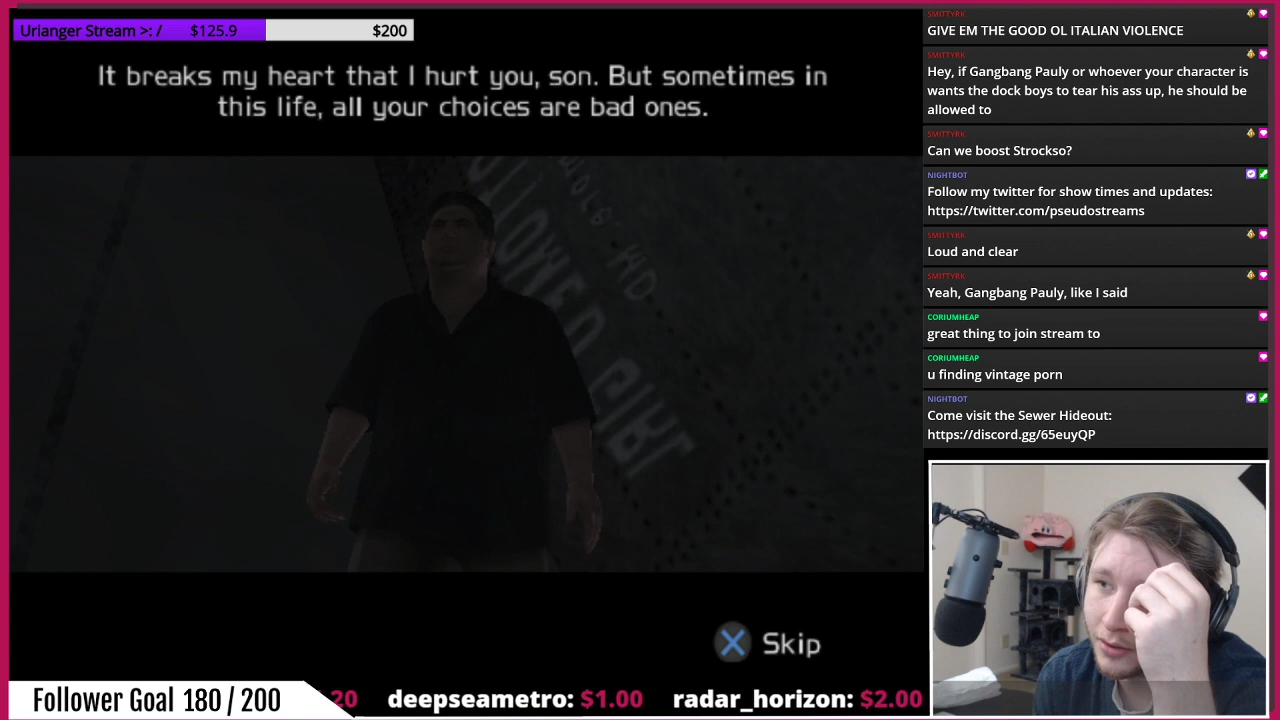 Urianger Stream >: / $125.9 $200
It breaks my heart that I hurt you, son. But sometimes in
this life, all your choices are bad ones.
Skip
Follower Goal 180 / 200
.20 deepseametro: $1.00 radar_horizon: $2.00
SMITTYRK
GIVE EM THE GOOD OL ITALIAN VIOLENCE
SMITTYRK
Hey, if Gangbang Pauly or whoever your character is
wants the dock boys to tear his ass up, he should be
allowed to
SMITTYRK
Can we boost Strockso?
NIGHTBOT
Follow my twitter for show times and updates:
https://twitter.com/pseudostreams
SMITTYRK
Loud and clear
SMITTYRK
Yeah, Gangbang Pauly, like I said
CORIUMHEAP
great thing to join stream to
CORIUMHEAP
u finding vintage porn
NIGHTBOT
Come visit the Sewer Hideout:
https://discord.gg/65euyQP